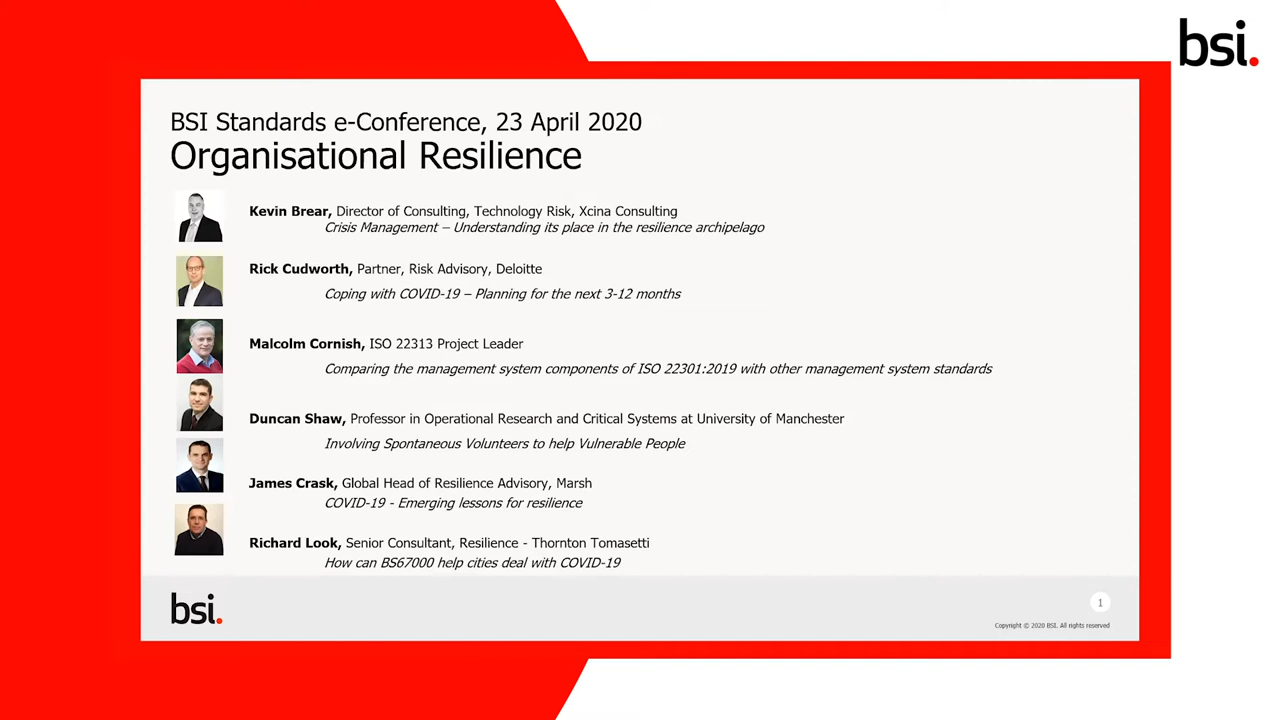 bsi.
BSI Standards e-Conference, 23 April 2020
Organisational Resilience
Kevin Brear, Director of Consulting, Technology Risk, Xcina Consulting
Crisis Management – Understanding its place in the resilience archipelago
Rick Cudworth, Partner, Risk Advisory, Deloitte
Coping with COVID-19 – Planning for the next 3-12 months
Malcolm Cornish, ISO 22313 Project Leader
Comparing the management system components of ISO 22301:2019 with other management system standards
Duncan Shaw, Professor in Operational Research and Critical Systems at University of Manchester
Involving Spontaneous Volunteers to help Vulnerable People
James Crask, Global Head of Resilience Advisory, Marsh
COVID-19 - Emerging lessons for resilience
Richard Look, Senior Consultant, Resilience - Thornton Tomasetti
How can BS67000 help cities deal with COVID-19
bsi.
1
Copyright © 2020 BSI. All rights reserved